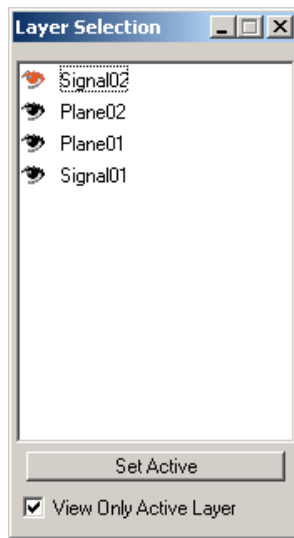 Layer Selection
Signal02
Plane02
Plane01
Signal01
Set Active
View Only Active Layer